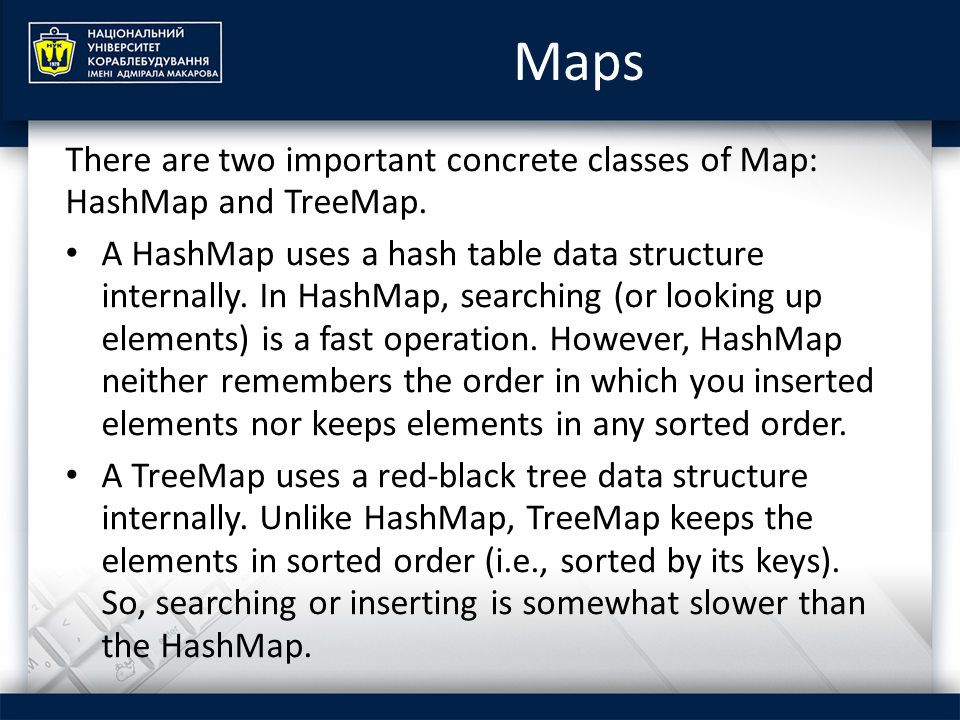 НАЦІОНАЛЬНИЙ
УНІВЕРСИТЕТ
КОРАБЛЕБУДУВАННЯ
ІМЕНІ АДМІРАЛА МАКАРОВА
НУК
1920
Maps
There are two important concrete classes of Map:
HashMap and TreeMap.
• A HashMap uses a hash table data structure
internally. In HashMap, searching (or looking up
elements) is a fast operation. However, HashMap
neither remembers the order in which you inserted
elements nor keeps elements in any sorted order.
• A TreeMap uses a red-black tree data structure
internally. Unlike HashMap, TreeMap keeps the
elements in sorted order (i.e., sorted by its keys).
So, searching or inserting is somewhat slower than
the HashMap.